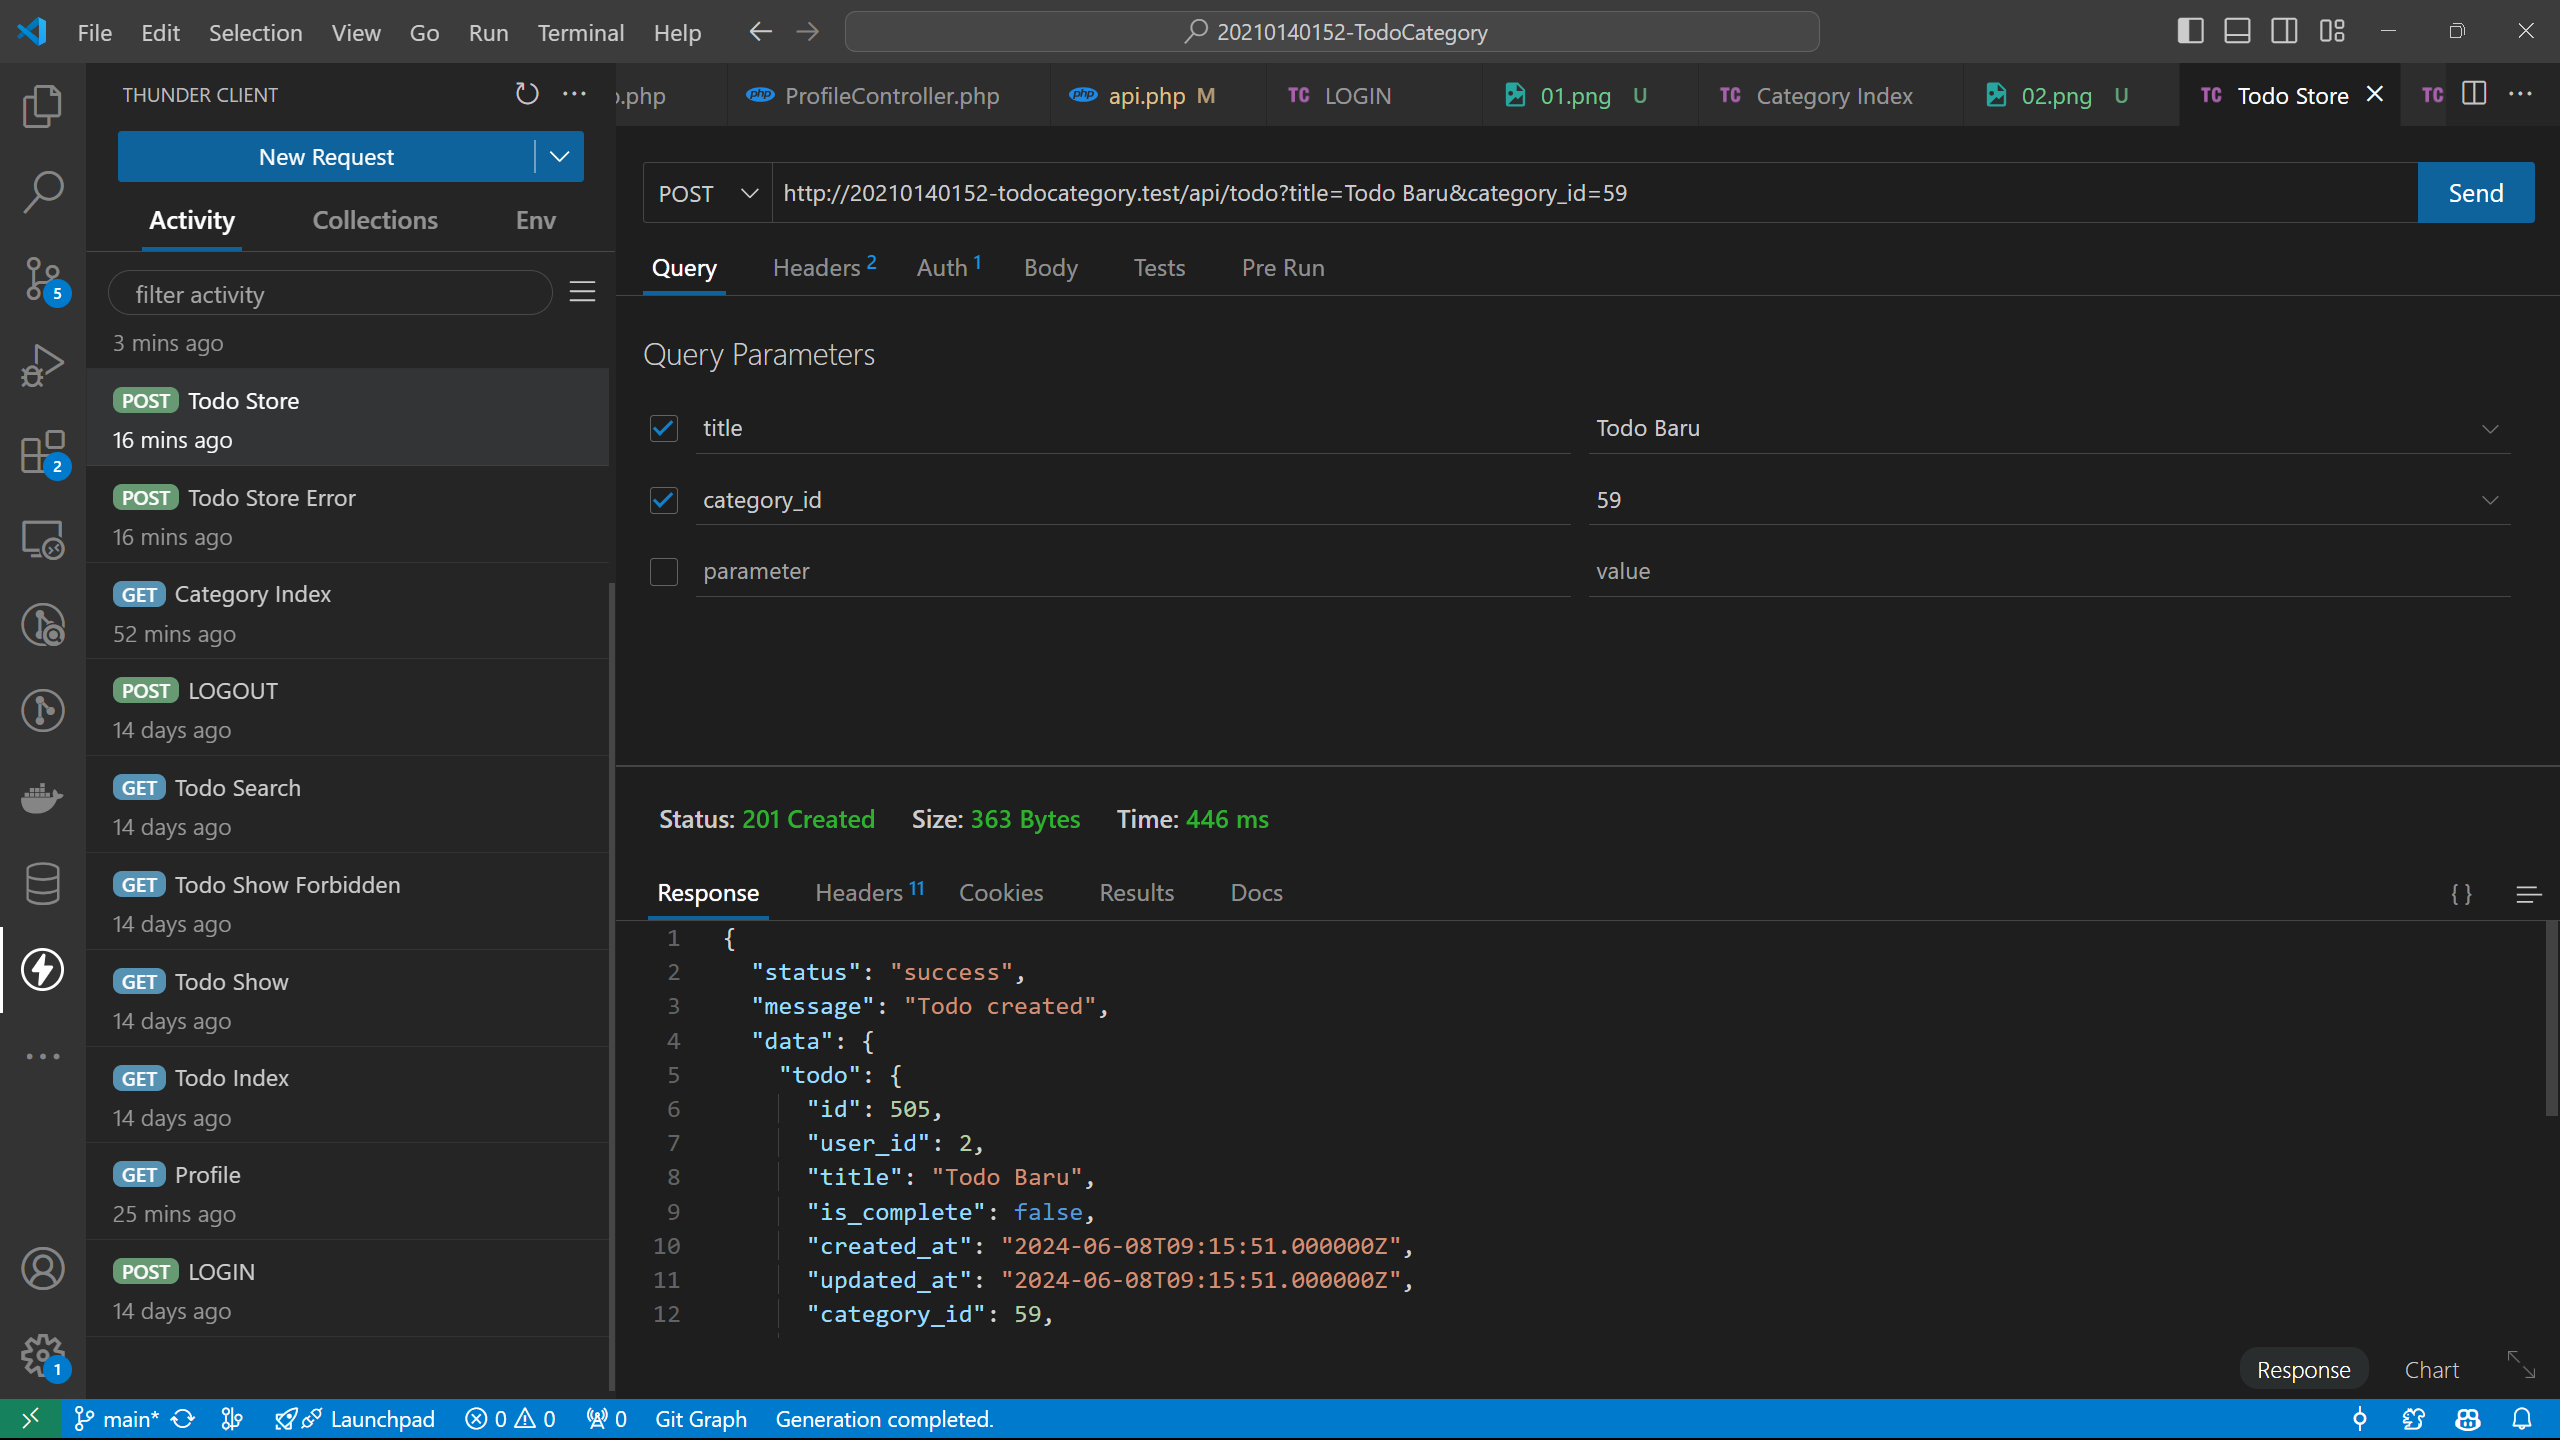 File Edit Selection View Go Run Terminal Help
20210140152-TodoCategory
THUNDER CLIENT
New Request
Activity Collections Env
filter activity
3 mins ago
POST Todo Store
16 mins ago
POST Todo Store Error
16 mins ago
GET Category Index
52 mins ago
POST LOGOUT
14 days ago
GET Todo Search
14 days ago
GET Todo Show Forbidden
14 days ago
GET Todo Show
14 days ago
GET Todo Index
14 days ago
GET Profile
25 mins ago
POST LOGIN
14 days ago
5
2
1
.php
php ProfileController.php
php api.php M
TC LOGIN
01.png U
TC Category Index
02.png U
TC Todo Store
TC
POST http://20210140152-todocategory.test/api/todo?title=Todo Baru&category_id=59 Send
Query Headers 2 Auth 1 Body Tests Pre Run
Query Parameters
title Todo Baru
category_id 59
parameter value
Status: 201 Created Size: 363 Bytes Time: 446 ms
Response Headers 11 Cookies Results Docs
{}
1 {
2 "status": "success",
3 "message": "Todo created",
4 "data": {
5 "todo": {
6 "id": 505,
7 "user_id": 2,
8 "title": "Todo Baru",
9 "is_complete": false,
10 "created_at": "2024-06-08T09:15:51.000000Z",
11 "updated_at": "2024-06-08T09:15:51.000000Z",
12 "category_id": 59,
Response Chart
main* Launchpad 0 0 0 Git Graph Generation completed.